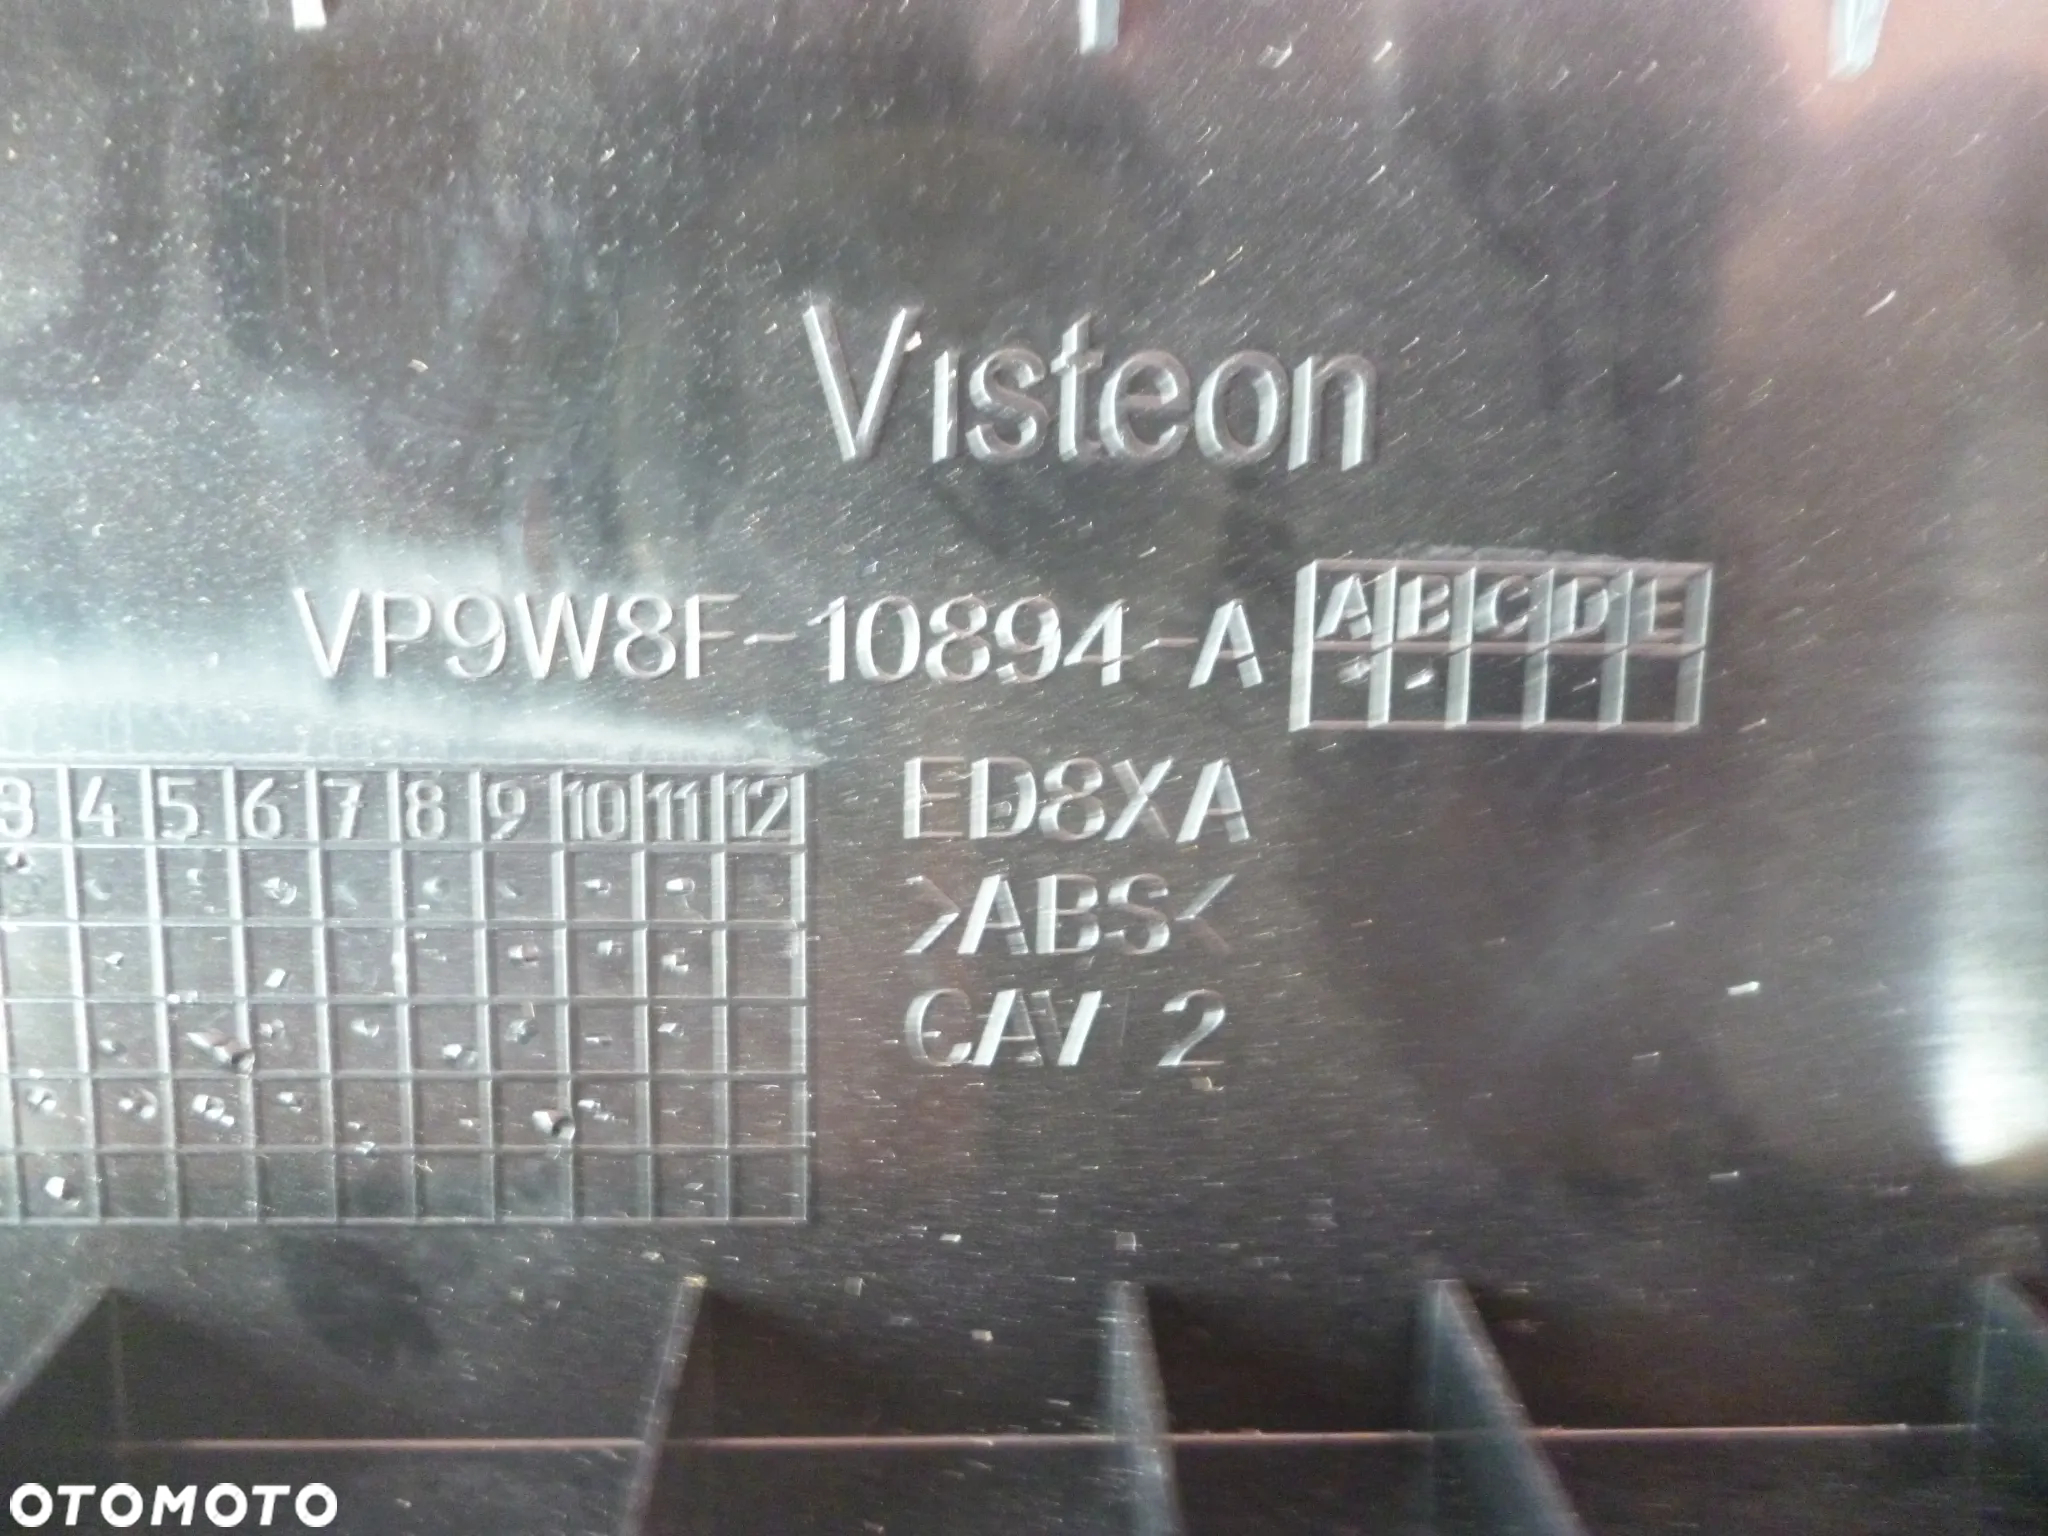 Visteon
VP9W8F-10894-A
A B C D E
3 4 5 6 7 8 9 10 11 12
ED8XA
>ABS<
CAV 2
OTOMOTO